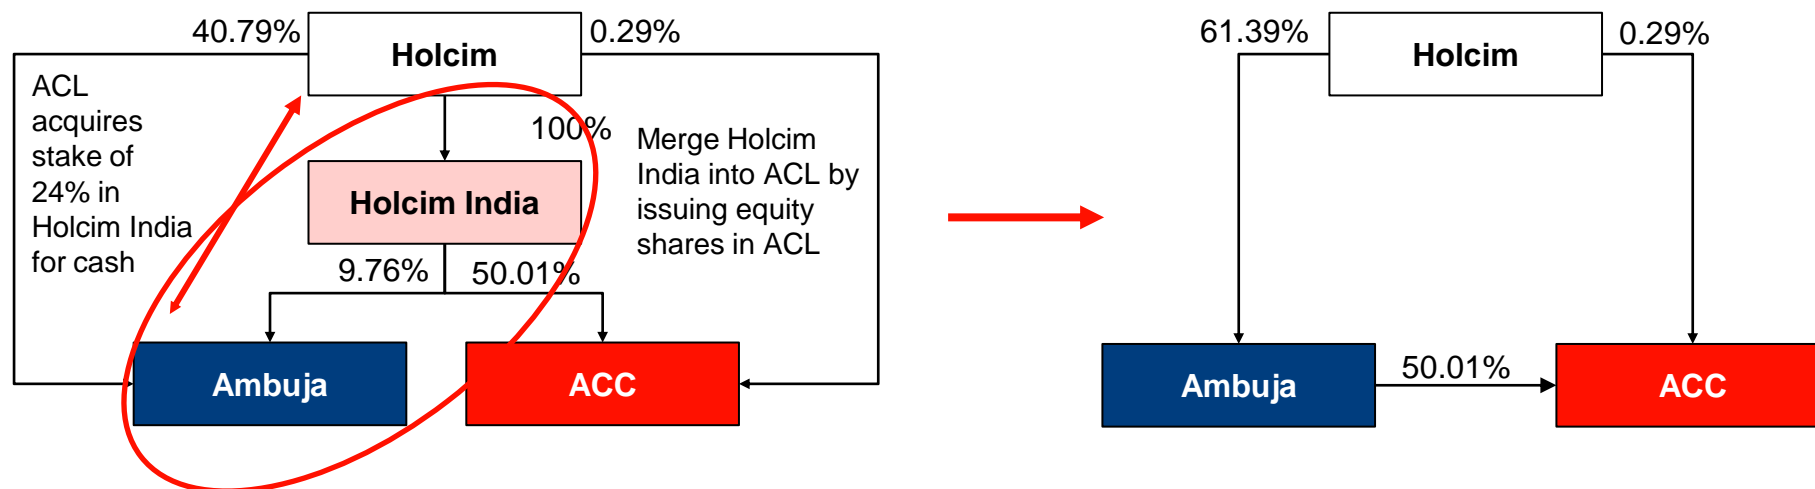 40.79%
Holcim
0.29%
ACL
acquires
stake of
24% in
Holcim India
for cash
100%
Merge Holcim
India into ACL by
issuing equity
shares in ACL
Holcim India
9.76%
50.01%
Ambuja
ACC
61.39%
Holcim
0.29%
Ambuja
50.01%
ACC